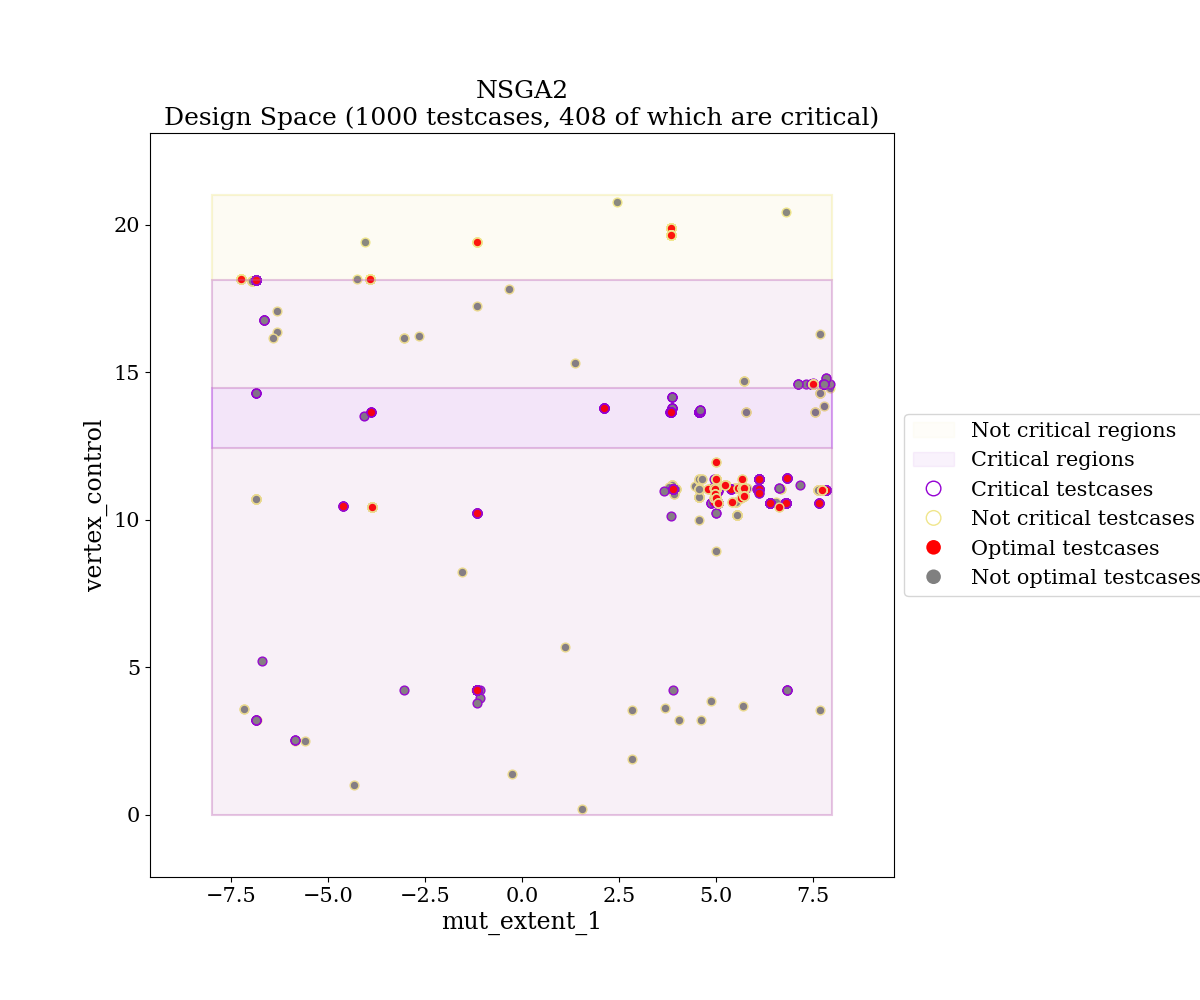 NSGA2
Design Space (1000 testcases, 408 of which are critical)
vertex_control
20
15
10
5
0
−7.5
−5.0
−2.5
0.0
2.5
5.0
7.5
mut_extent_1
Not critical regions
Critical regions
Critical testcases
Not critical testcases
Optimal testcases
Not optimal testcases